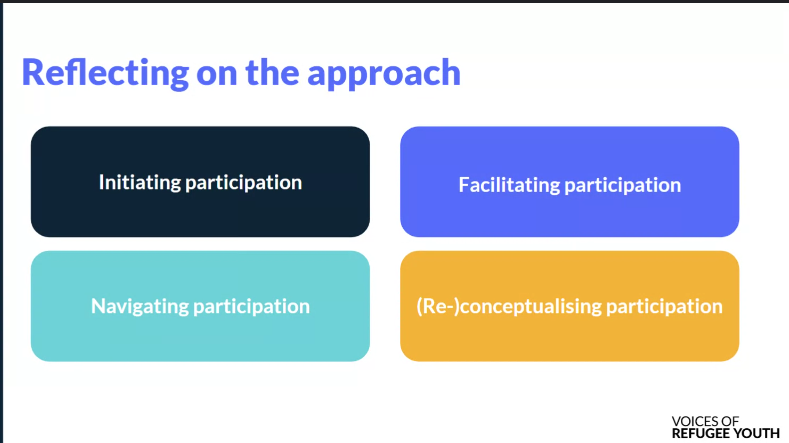 Reflecting on the approach
Initiating participation
Facilitating participation
Navigating participation
(Re-)conceptualising participation
VOICES OF
REFUGEE YOUTH